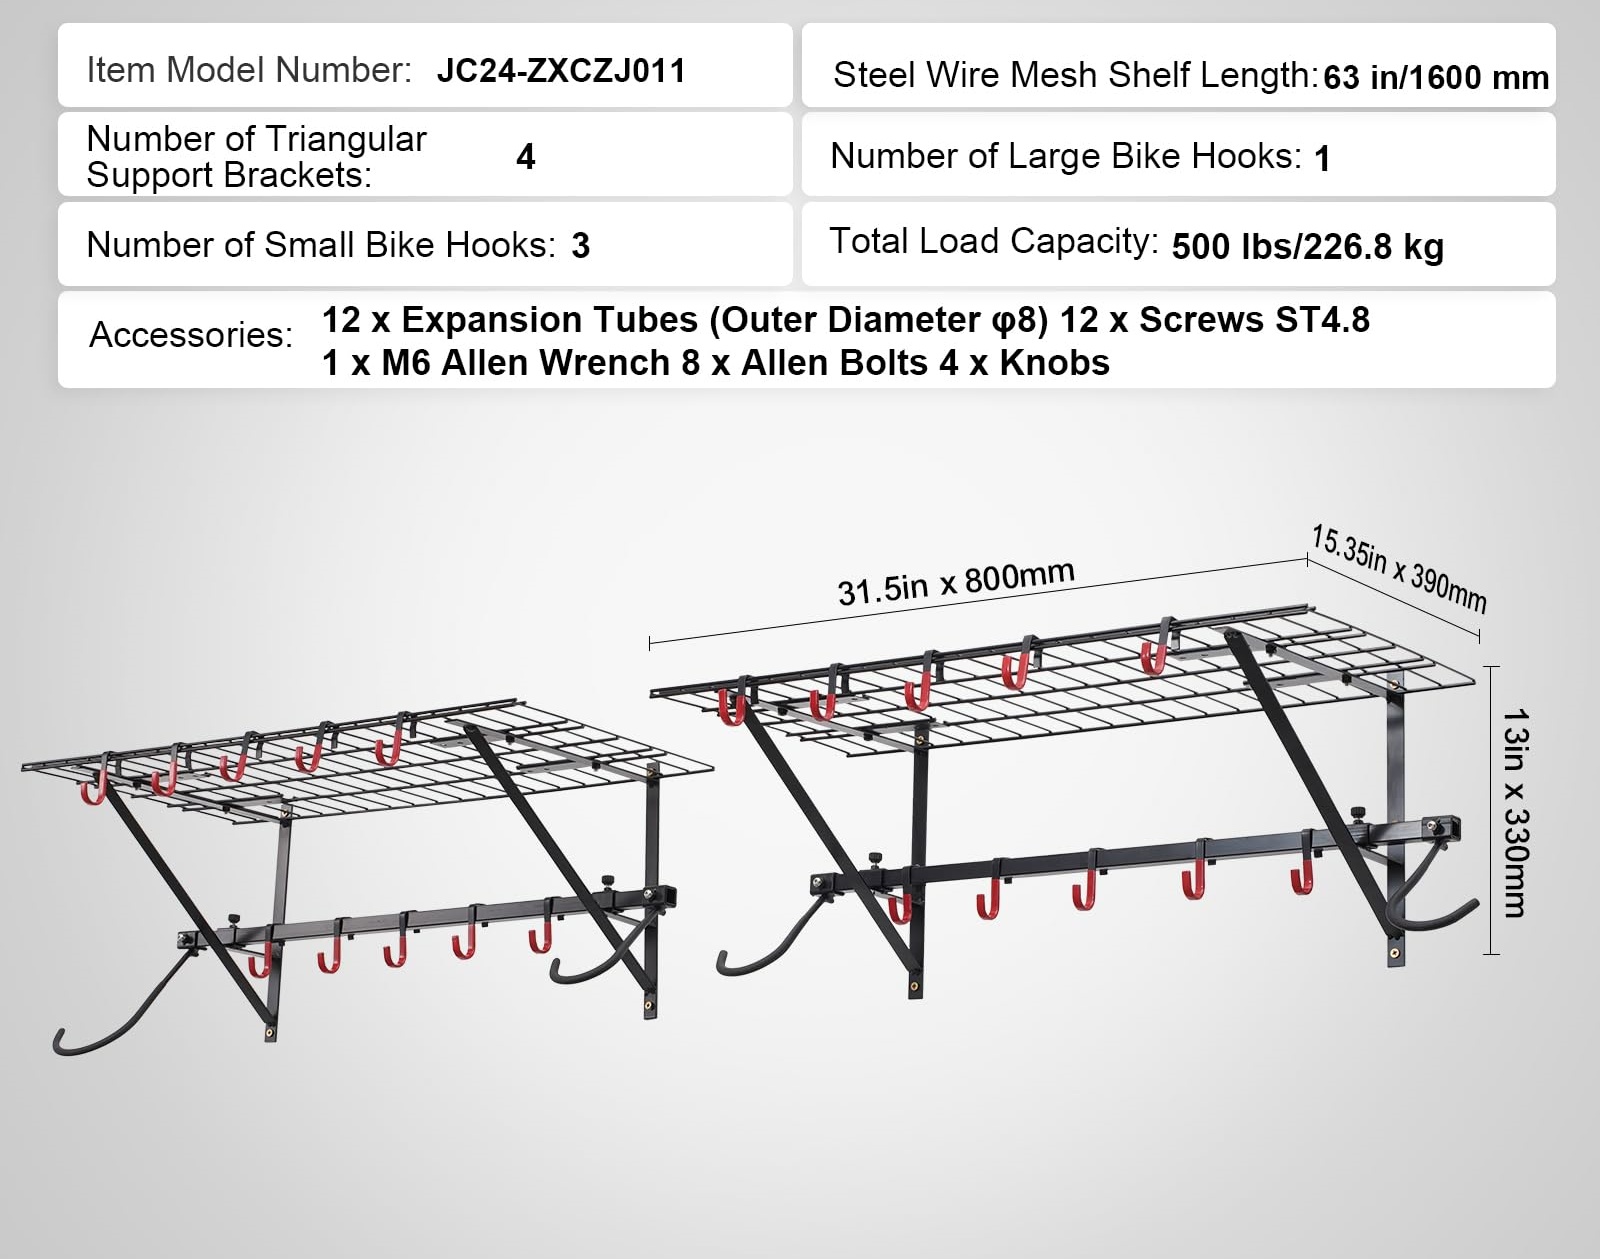 Item Model Number: JC24-ZXCZJ011
Steel Wire Mesh Shelf Length: 63 in/1600 mm
Number of Triangular
Support Brackets: 4
Number of Large Bike Hooks: 1
Number of Small Bike Hooks: 3
Total Load Capacity: 500 lbs/226.8 kg
Accessories: 12 x Expansion Tubes (Outer Diameter φ8) 12 x Screws ST4.8
1 x M6 Allen Wrench 8 x Allen Bolts 4 x Knobs
31.5in x 800mm
15.35in x 390mm
13in x 330mm